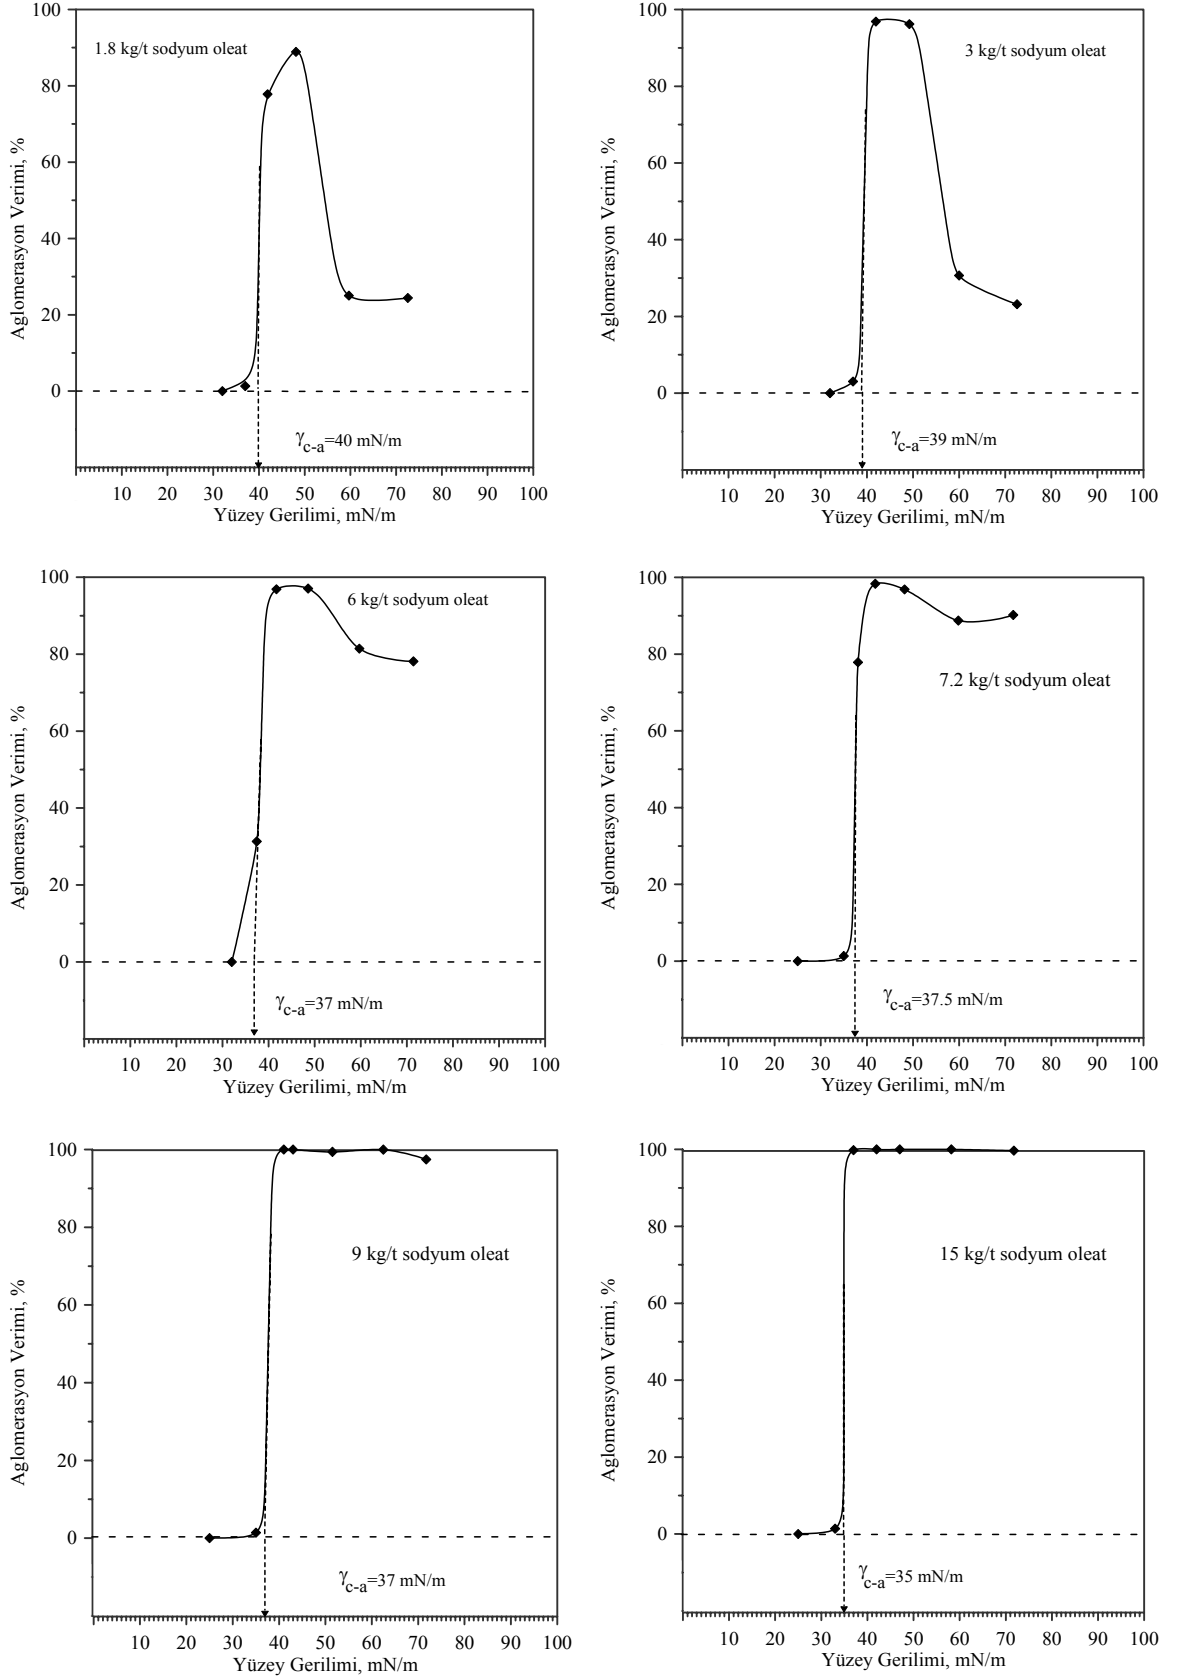 100
80
60
40
20
0
Aglomerasyon Verimi, %
1.8 kg/t sodyum oleat
γc-a=40 mN/m
10 20 30 40 50 60 70 80 90 100
Yüzey Gerilimi, mN/m
100
80
60
40
20
0
Aglomerasyon Verimi, %
3 kg/t sodyum oleat
γc-a=39 mN/m
10 20 30 40 50 60 70 80 90 100
Yüzey Gerilimi, mN/m
100
80
60
40
20
0
Aglomerasyon Verimi, %
6 kg/t sodyum oleat
γc-a=37 mN/m
10 20 30 40 50 60 70 80 90 100
Yüzey Gerilimi, mN/m
100
80
60
40
20
0
Aglomerasyon Verimi, %
7.2 kg/t sodyum oleat
γc-a=37.5 mN/m
10 20 30 40 50 60 70 80 90 100
Yüzey Gerilimi, mN/m
100
80
60
40
20
0
Aglomerasyon Verimi, %
9 kg/t sodyum oleat
γc-a=37 mN/m
10 20 30 40 50 60 70 80 90 100
Yüzey Gerilimi, mN/m
100
80
60
40
20
0
Aglomerasyon Verimi, %
15 kg/t sodyum oleat
γc-a=35 mN/m
10 20 30 40 50 60 70 80 90 100
Yüzey Gerilimi, mN/m